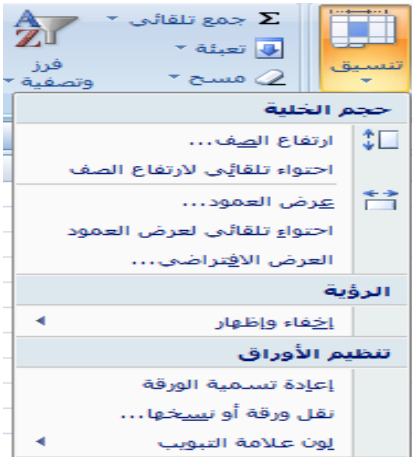 Σ جمع تلقائي
تعبئة
مسح
فرز
وتصفية
تنسيق
حجم الخلية
ارتفاع الصف...
احتواء تلقائي لارتفاع الصف
عرض العمود...
احتواء تلقائي لعرض العمود
العرض الافتراضي...
الرؤية
إخفاء وإظهار
تنظيم الأوراق
إعادة تسمية الورقة
نقل ورقة أو نسخها...
لون علامة التبويب